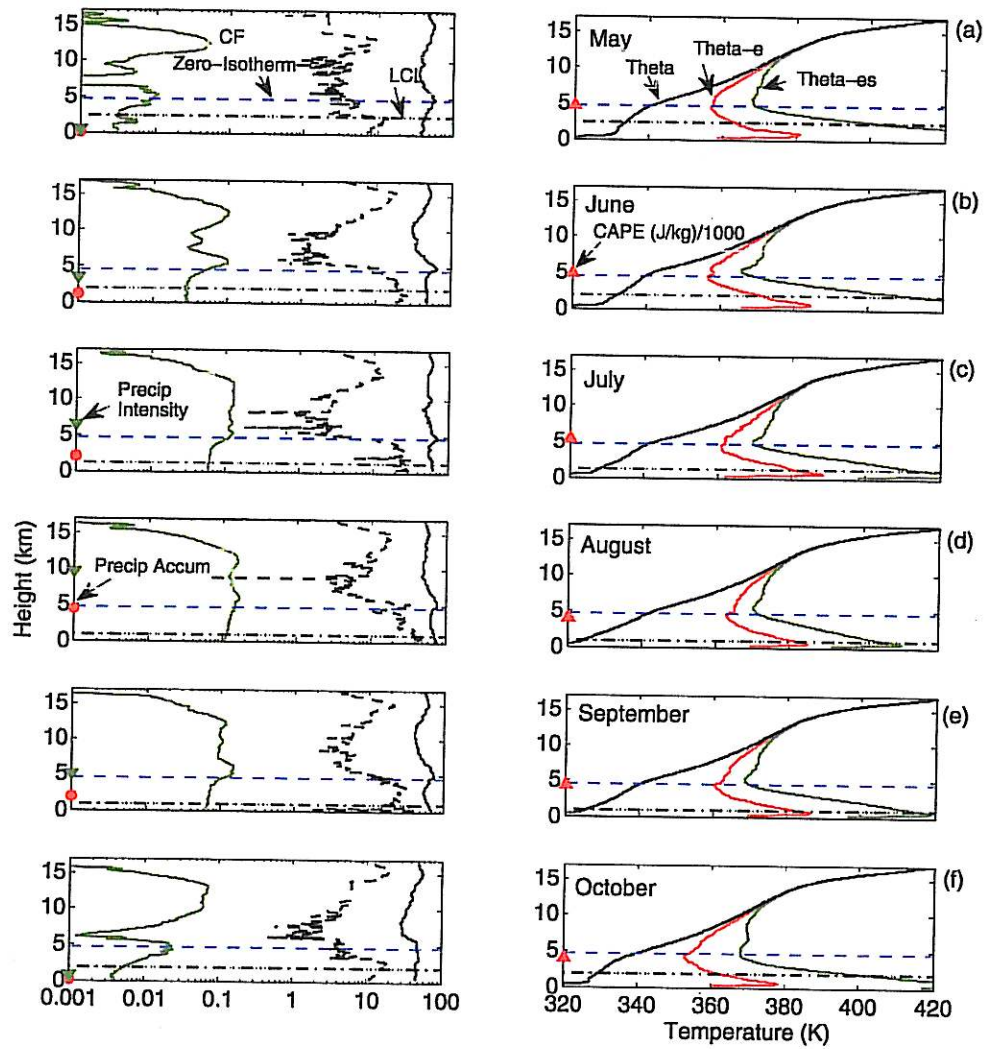 15
10
5
0
CF
Zero-Isotherm
LCL
May
Theta
Theta-e
Theta-es
(a)
15
10
5
0
15
10
5
0
June
CAPE (J/kg)/1000
(b)
15
10
5
0
15
10
5
0
Precip
Intensity
July
(c)
15
10
5
0
15
10
5
0
Precip Accum
August
(d)
15
10
5
0
Height (km)
15
10
5
0
September
(e)
15
10
5
0
15
10
5
0
0.001
0.01
0.1
1
10
100
October
(f)
15
10
5
0
320
340
360
380
400
420
Temperature (K)